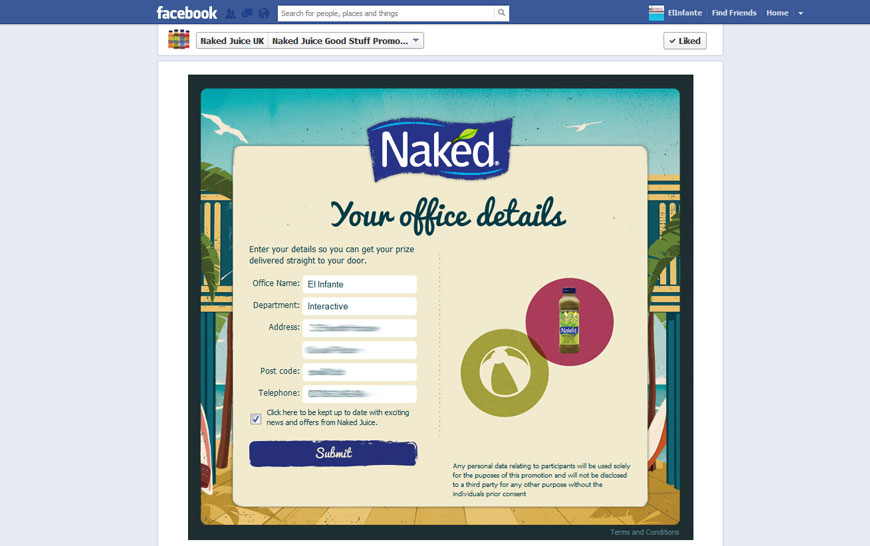 facebook
Search for people, places and things
ElInfante
Find Friends
Home
Naked Juice UK
Naked Juice Good Stuff Promo...
Liked
Naked®
Your office details
Enter your details so you can get your prize
delivered straight to your door.
Office Name: El Infante
Department: Interactive
Address:
Post code:
Telephone:
Click here to be kept up to date with exciting
news and offers from Naked Juice.
Submit
Naked
Any personal data relating to participants will be used solely
for the puposes of this promotion and will not be disclosed
to a third party for any other purpose without the
individuals prior consent
Terms and Conditions